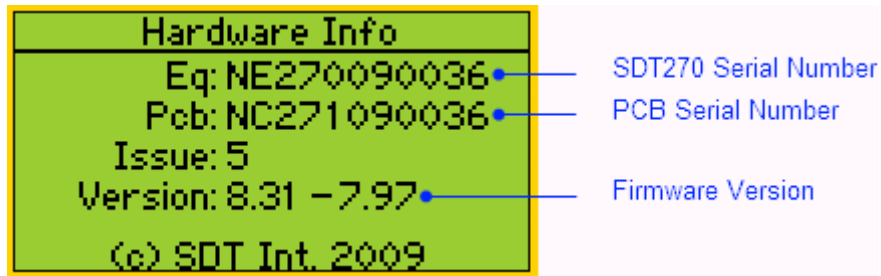 Hardware Info
Eq: NE270090036 SDT270 Serial Number
Pcb: NC271090036 PCB Serial Number
Issue: 5
Version: 8.31 -7.97 Firmware Version
(c) SDT Int. 2009